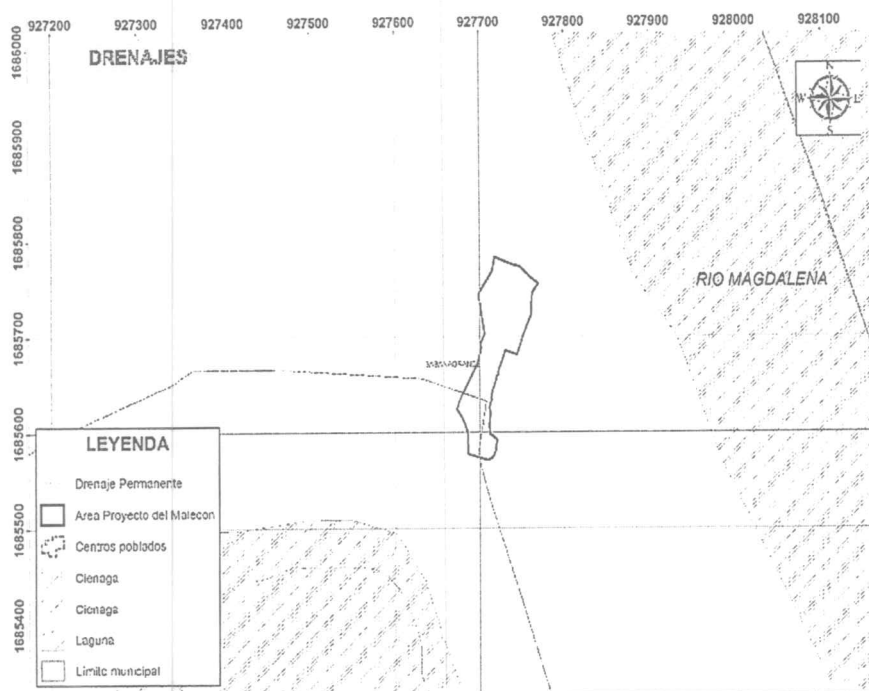 927200 927300 927400 927500 927600 927700 927800 927900 928000 928100
DRENAJES
N
W E
S
1686000
1685900
1685800
1685700
1685600
1685500
1685400
RIO MAGDALENA
LEYENDA
Drenaje Permanente
Area Proyecto del Malecon
Centros poblados
Cienaga
Cienaga
Laguna
Limite municipal